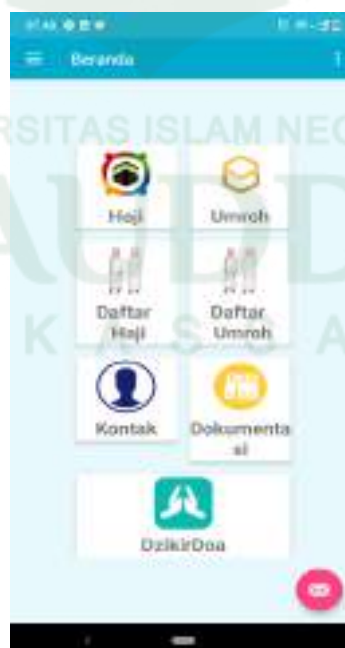 Beranda
Haji
Umroh
Daftar
Haji
Daftar
Umroh
Kontak
Dokumenta
si
DzikirDoa